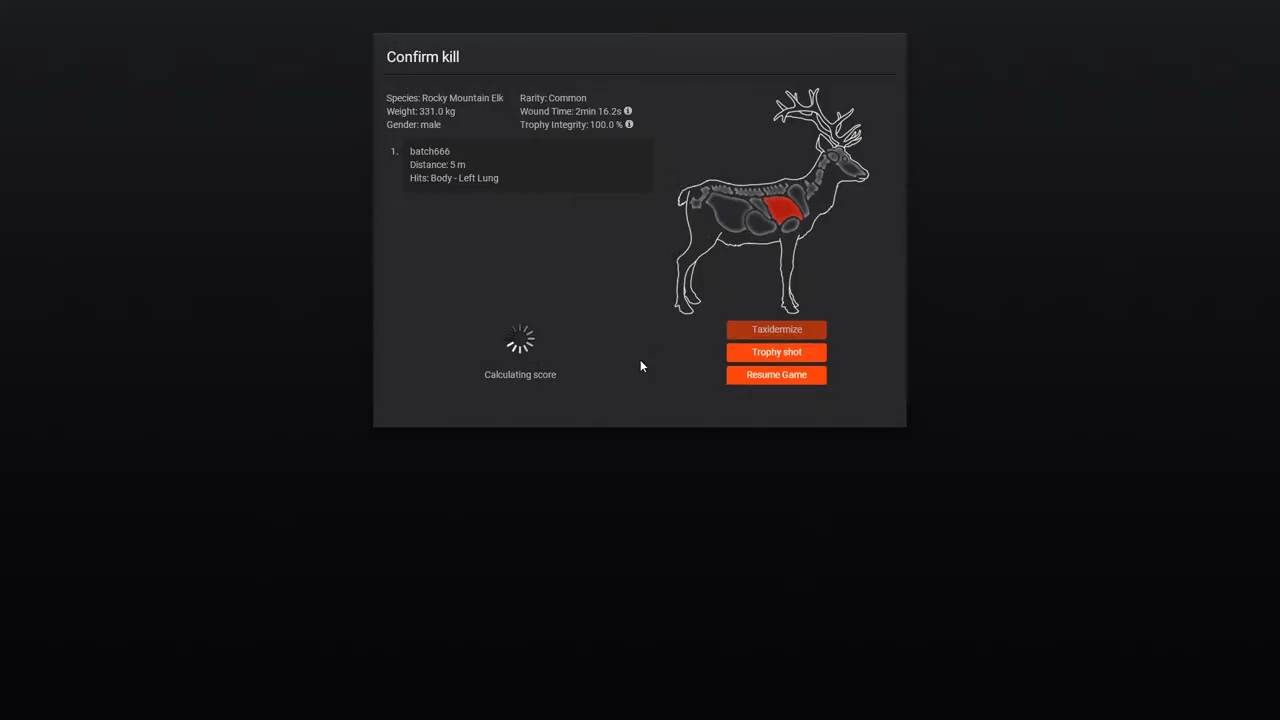 Confirm kill
Species: Rocky Mountain Elk
Weight: 331.0 kg
Gender: male
Rarity: Common
Wound Time: 2min 16.2s
Trophy Integrity: 100.0 %
1. batch666
Distance: 5 m
Hits: Body - Left Lung
Calculating score
Taxidermize
Trophy shot
Resume Game